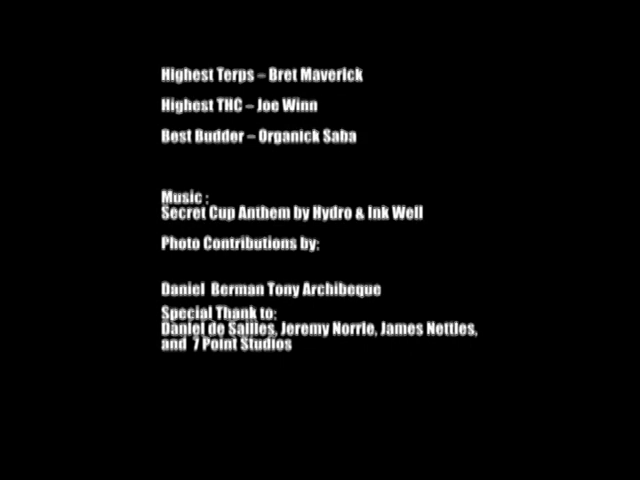 Highest Terps – Bret Maverick
Highest THC – Joe Winn
Best Budder – Organick Saba
Music :
Secret Cup Anthem by Hydro & Ink Well
Photo Contributions by:
Daniel Berman Tony Archibeque
Special Thank to:
Daniel de Sailles, Jeremy Norrie, James Nettles,
and 7 Point Studios